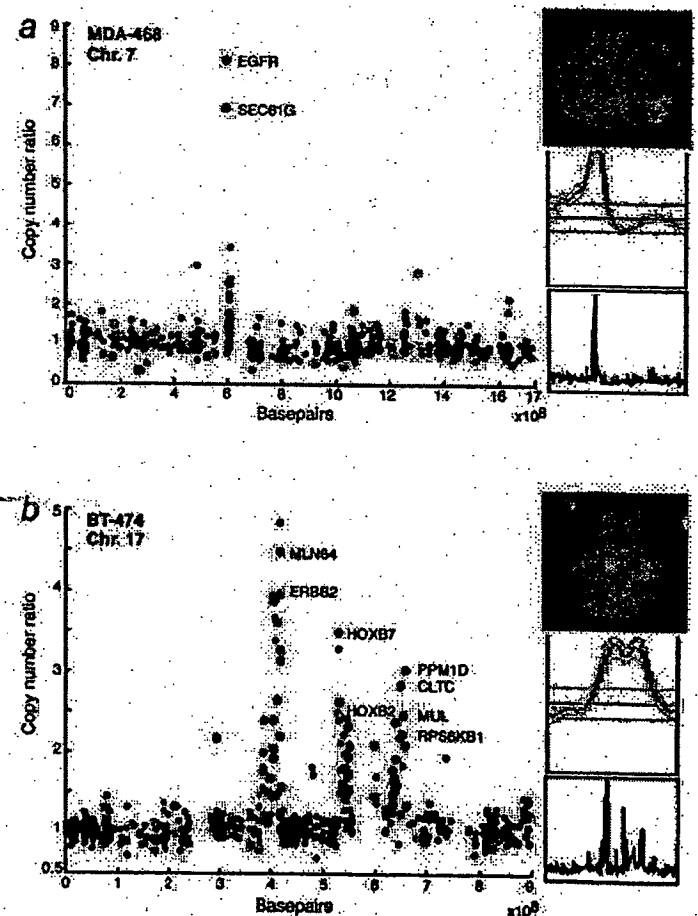 a
MDA-468
Chr. 7
Copy number ratio
9
8
7
6
5
4
3
2
1
0
EGFR
SEC61G
0 2 4 6 8 10 12 14 16 17
Basepairs
x10⁸
b
BT-474
Chr. 17
Copy number ratio
5
4
3
2
1
0.5
MLN64
ERBB2
HOXB7
HOXB2
PPM1D
CLTC
MUL
RPS6KB1
0 1 2 3 4 5 6 7 8 9
Basepairs
x10⁸